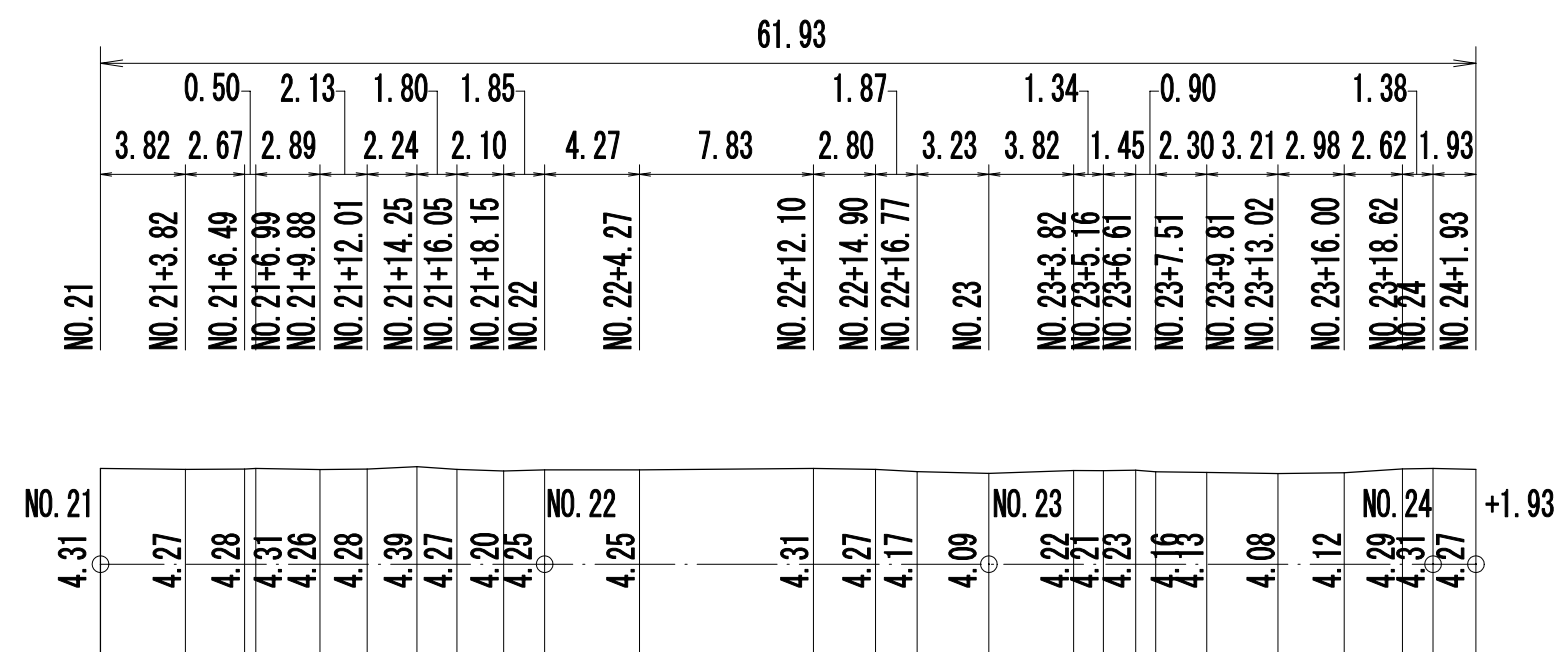 61.93
0.50 2.13 1.80 1.85 1.87 1.34 0.90 1.38
3.82 2.67 2.89 2.24 2.10 4.27 7.83 2.80 3.23 3.82 1.45 2.30 3.21 2.98 2.62 1.93
NO.21
NO.21+3.82
NO.21+6.49
NO.21+6.99
NO.21+9.88
NO.21+12.01
NO.21+14.25
NO.21+16.05
NO.21+18.15
NO.22
NO.22+4.27
NO.22+12.10
NO.22+14.90
NO.22+16.77
NO.23
NO.23+3.82
NO.23+5.16
NO.23+6.61
NO.23+7.51
NO.23+9.81
NO.23+13.02
NO.23+16.00
NO.23+18.62
NO.24
NO.24+1.93
NO.21 NO.22 NO.23 NO.24 +1.93
4.31
4.27
4.28
4.31
4.26
4.28
4.39
4.27
4.20
4.25
4.25
4.31
4.27
4.17
4.09
4.22
4.21
4.23
4.16
4.13
4.08
4.12
4.29
4.31
4.27